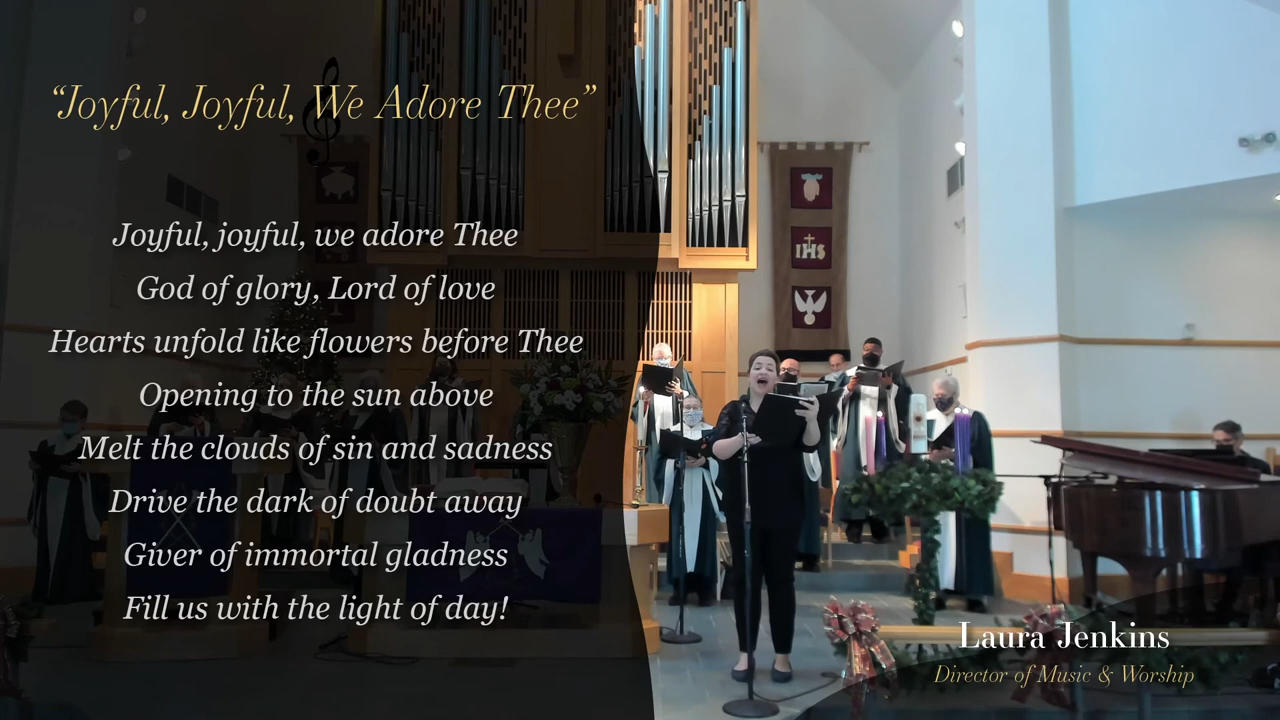 “Joyful, Joyful, We Adore Thee”
Joyful, joyful, we adore Thee
God of glory, Lord of love
Hearts unfold like flowers before Thee
Opening to the sun above
Melt the clouds of sin and sadness
Drive the dark of doubt away
Giver of immortal gladness
Fill us with the light of day!
IHS
Laura Jenkins
Director of Music & Worship